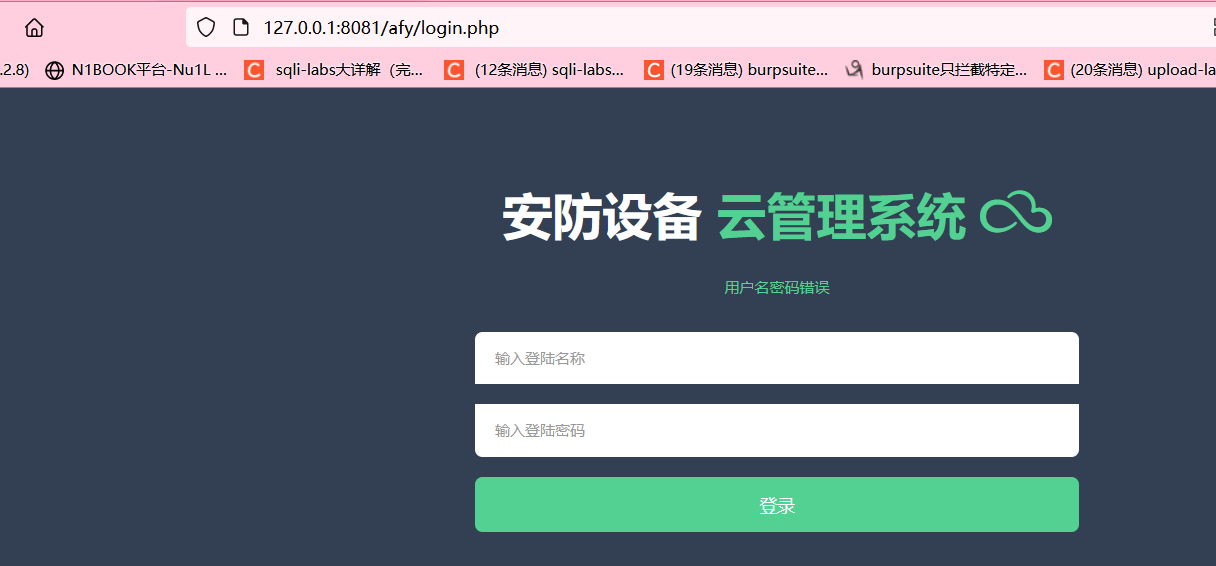 127.0.0.1:8081/afy/login.php
.2.8) N1BOOK平台-Nu1L ... sqli-labs大详解（完... (12条消息) sqli-labs... (19条消息) burpsuite... burpsuite只拦截特定... (20条消息) upload-la
安防设备 云管理系统
用户名密码错误
输入登陆名称
输入登陆密码
登录